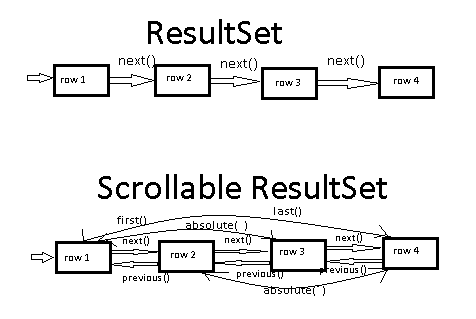 ResultSet
next() next() next()
row 1 row 2 row 3 row 4
Scrollable ResultSet
first() absolute( ) last()
next() next() next()
row 1 row 2 row 3 row 4
previous() previous() previous()
absolute( )